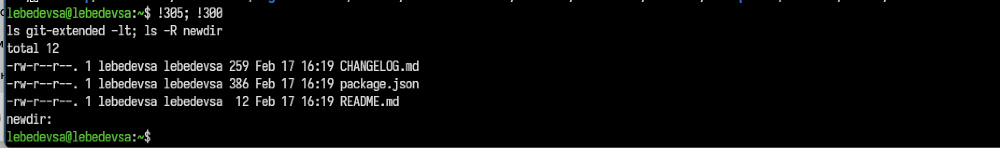 lebedevsa@lebedevsa:~$ !305; !300
ls git-extended -lt; ls -R newdir
total 12
-rw-r--r--. 1 lebedevsa lebedevsa 259 Feb 17 16:19 CHANGELOG.md
-rw-r--r--. 1 lebedevsa lebedevsa 386 Feb 17 16:19 package.json
-rw-r--r--. 1 lebedevsa lebedevsa  12 Feb 17 16:19 README.md
newdir:
lebedevsa@lebedevsa:~$